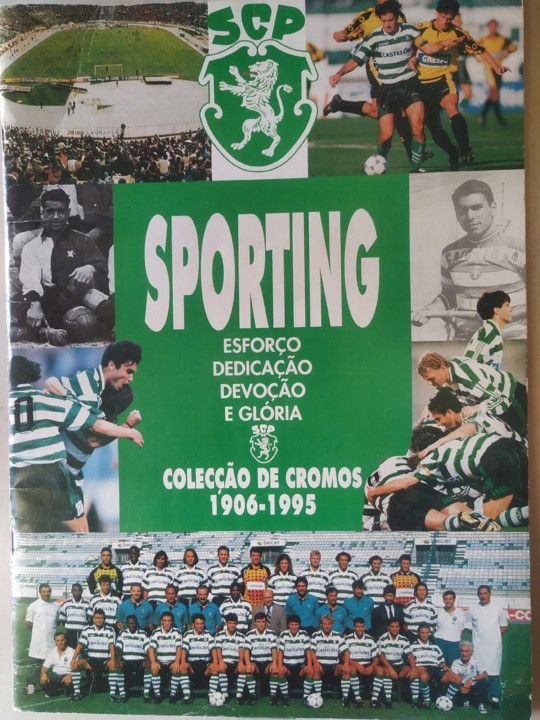 SCP
SPORTING
ESFORÇO
DEDICAÇÃO
DEVOÇÃO
E GLÓRIA
SCP
COLECÇÃO DE CROMOS
1906-1995